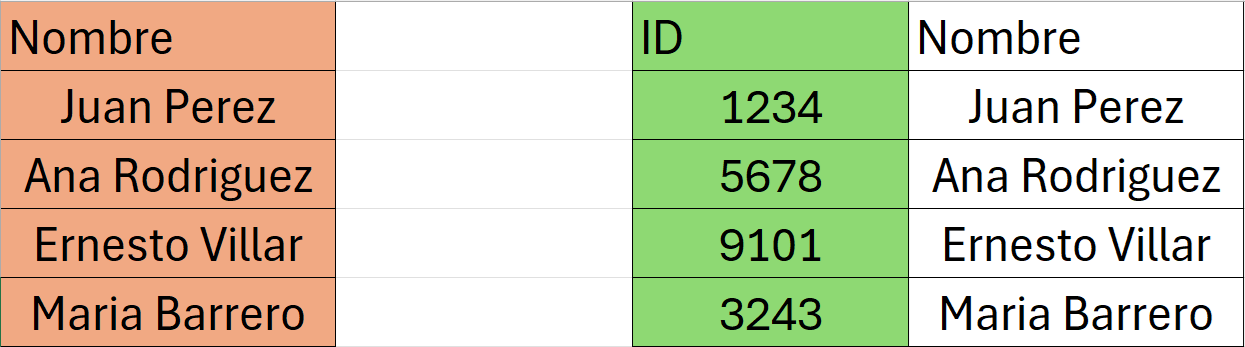 Nombre ID Nombre
Juan Perez 1234 Juan Perez
Ana Rodriguez 5678 Ana Rodriguez
Ernesto Villar 9101 Ernesto Villar
Maria Barrero 3243 Maria Barrero